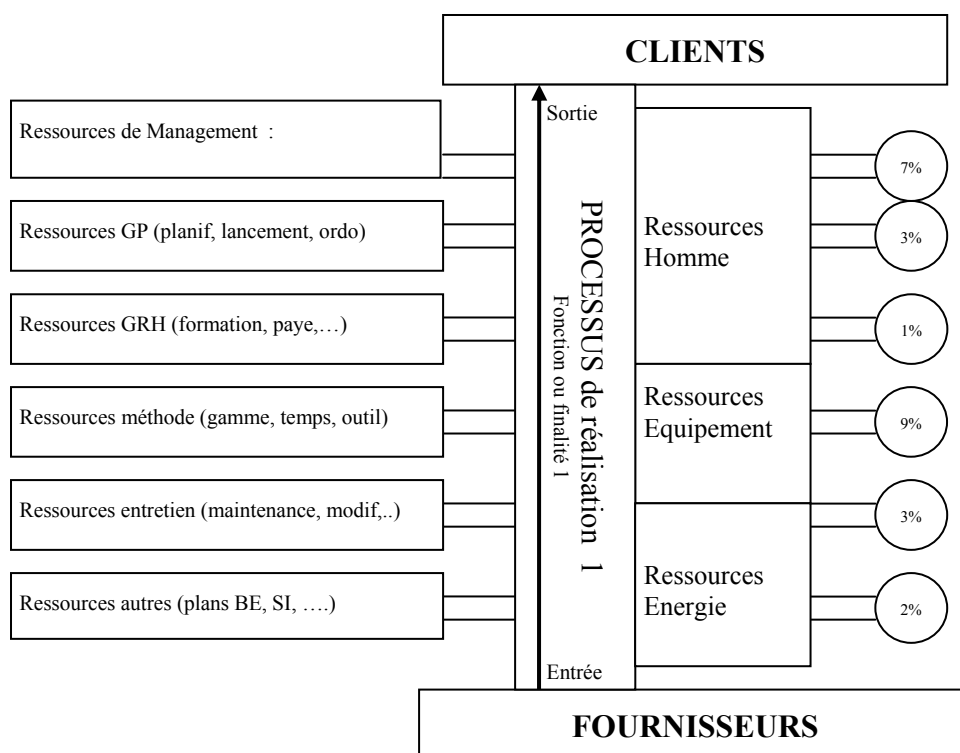 CLIENTS
Ressources de Management :
Ressources GP (planif, lancement, ordo)
Ressources GRH (formation, paye,…)
Ressources méthode (gamme, temps, outil)
Ressources entretien (maintenance, modif,..)
Ressources autres (plans BE, SI, ….)
Sortie
PROCESSUS de réalisation 1
Fonction ou finalité 1
Entrée
Ressources
Homme
Ressources
Equipement
Ressources
Energie
7%
3%
1%
9%
3%
2%
FOURNISSEURS